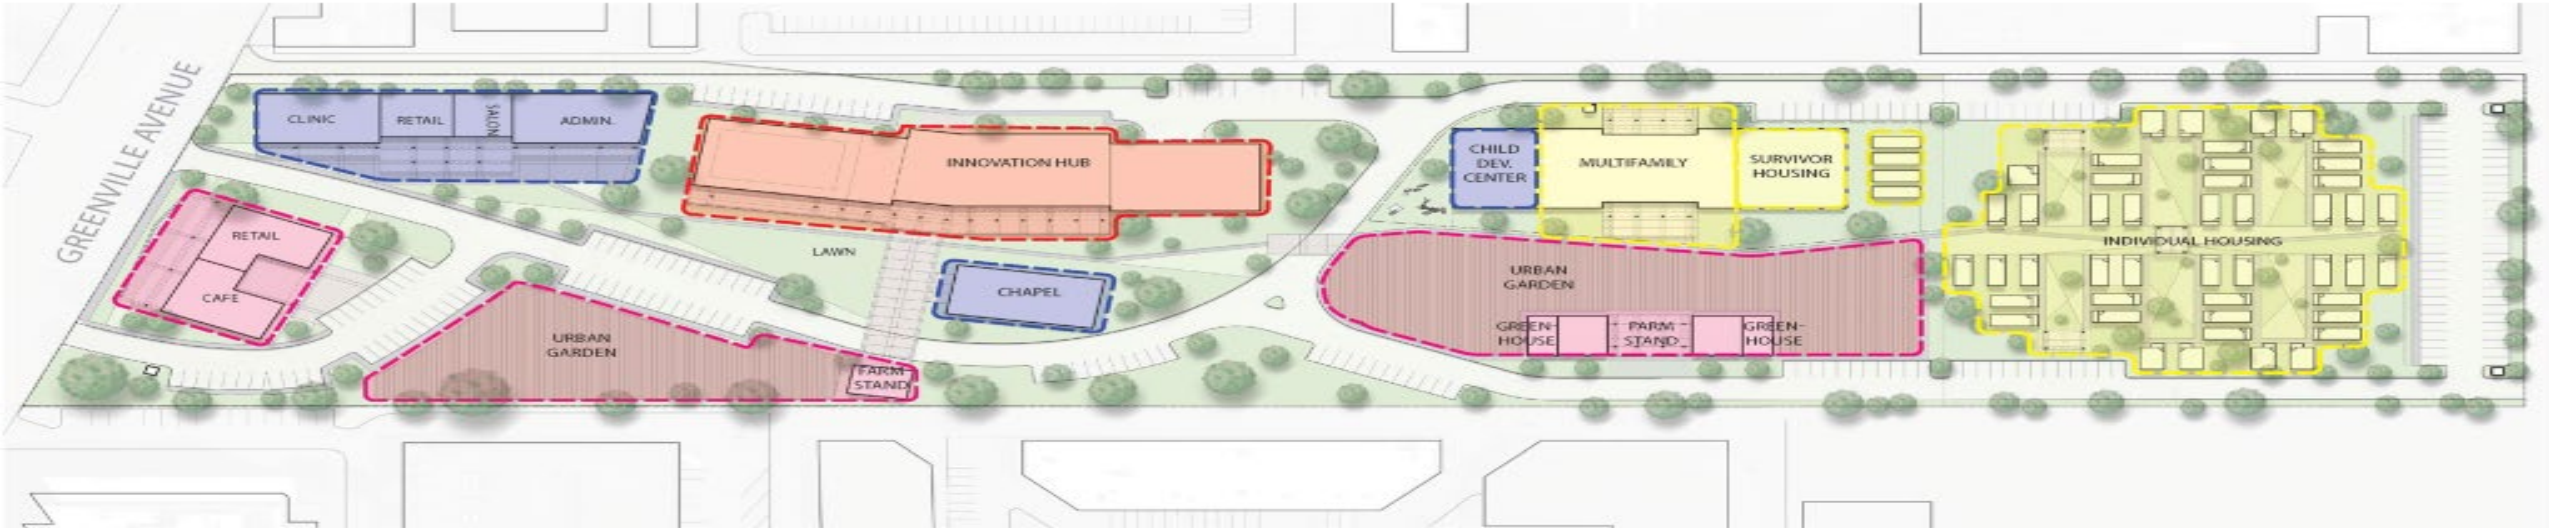 GREENVILLE AVENUE
CLINIC
RETAIL
SALON
ADMIN.
RETAIL
CAFE
INNOVATION HUB
LAWN
CHAPEL
URBAN
GARDEN
FARM
STAND
CHILD
DEV.
CENTER
MULTIFAMILY
SURVIVOR
HOUSING
URBAN
GARDEN
GREEN-
HOUSE
FARM
STAND
GREEN-
HOUSE
INDIVIDUAL HOUSING